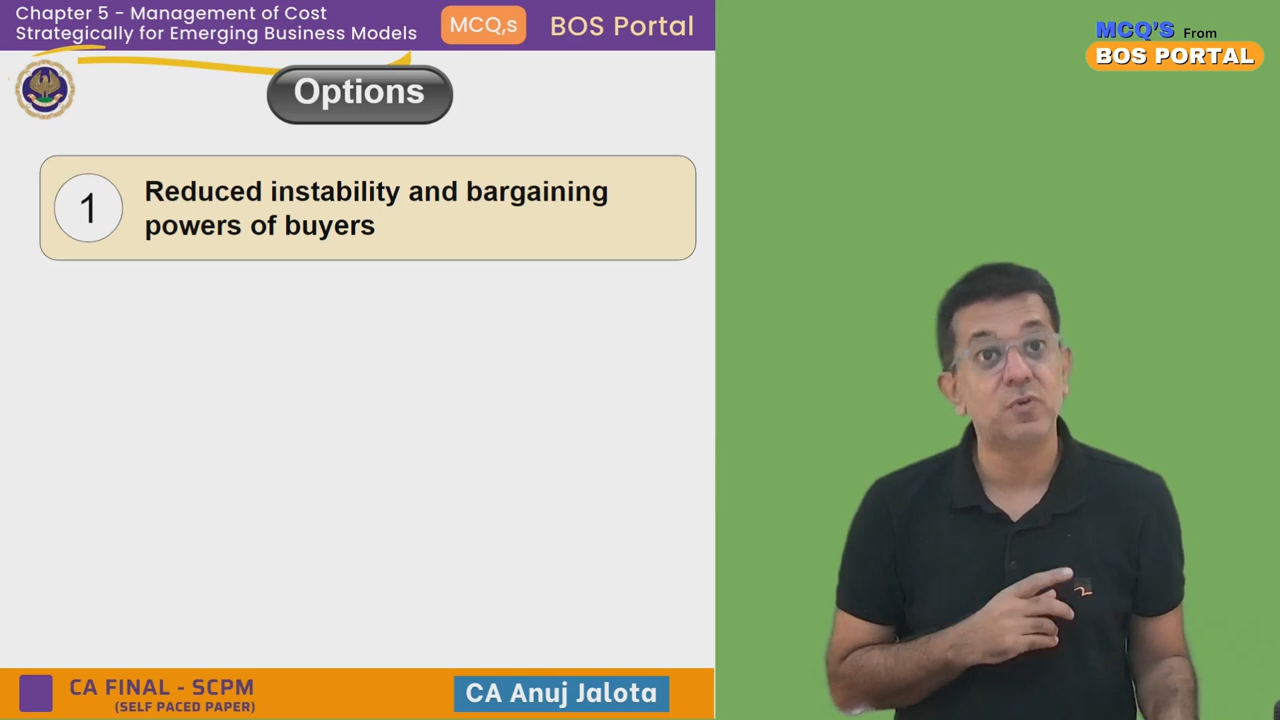 Chapter 5 - Management of Cost
Strategically for Emerging Business Models
MCQ,s
BOS Portal
MCQ'S From
BOS PORTAL
Options
1
Reduced instability and bargaining
powers of buyers
CA FINAL - SCPM
(SELF PACED PAPER)
CA Anuj Jalota